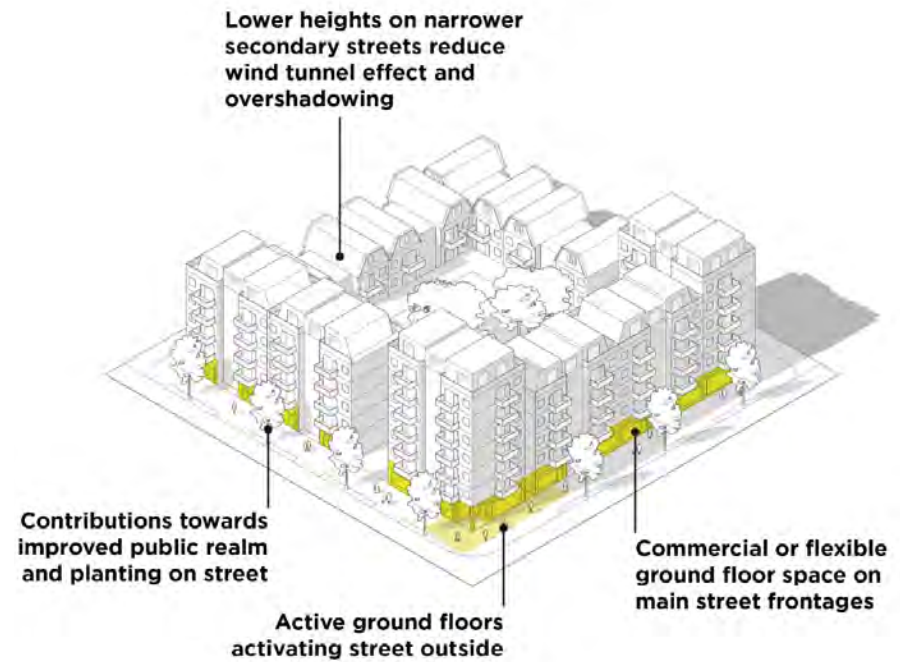 Lower heights on narrower
secondary streets reduce
wind tunnel effect and
overshadowing
Contributions towards
improved public realm
and planting on street
Active ground floors
activating street outside
Commercial or flexible
ground floor space on
main street frontages